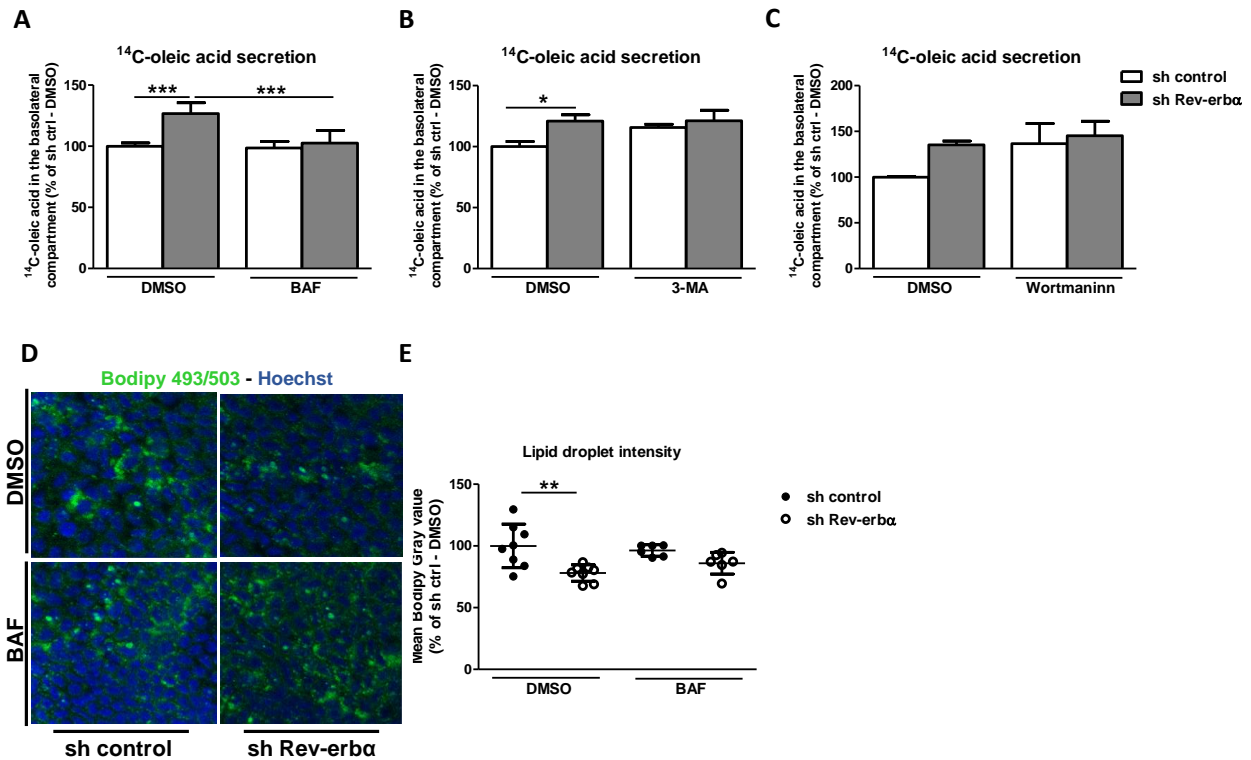 A
B
C
¹⁴C-oleic acid secretion
¹⁴C-oleic acid in the basolateral
compartment (% of sh ctrl - DMSO)
150
100
50
0
***
***
DMSO
BAF
¹⁴C-oleic acid secretion
¹⁴C-oleic acid in the basolateral
compartment (% of sh ctrl - DMSO)
150
100
50
0
*
DMSO
3-MA
¹⁴C-oleic acid secretion
¹⁴C-oleic acid in the basolateral
compartment (% of sh ctrl - DMSO)
200
150
100
50
0
DMSO
Wortmaninn
sh control
sh Rev-erbα
D
Bodipy 493/503 - Hoechst
DMSO
BAF
sh control
sh Rev-erbα
E
Lipid droplet intensity
Mean Bodipy Gray value
(% of sh ctrl - DMSO)
150
100
50
0
**
DMSO
BAF
sh control
sh Rev-erbα